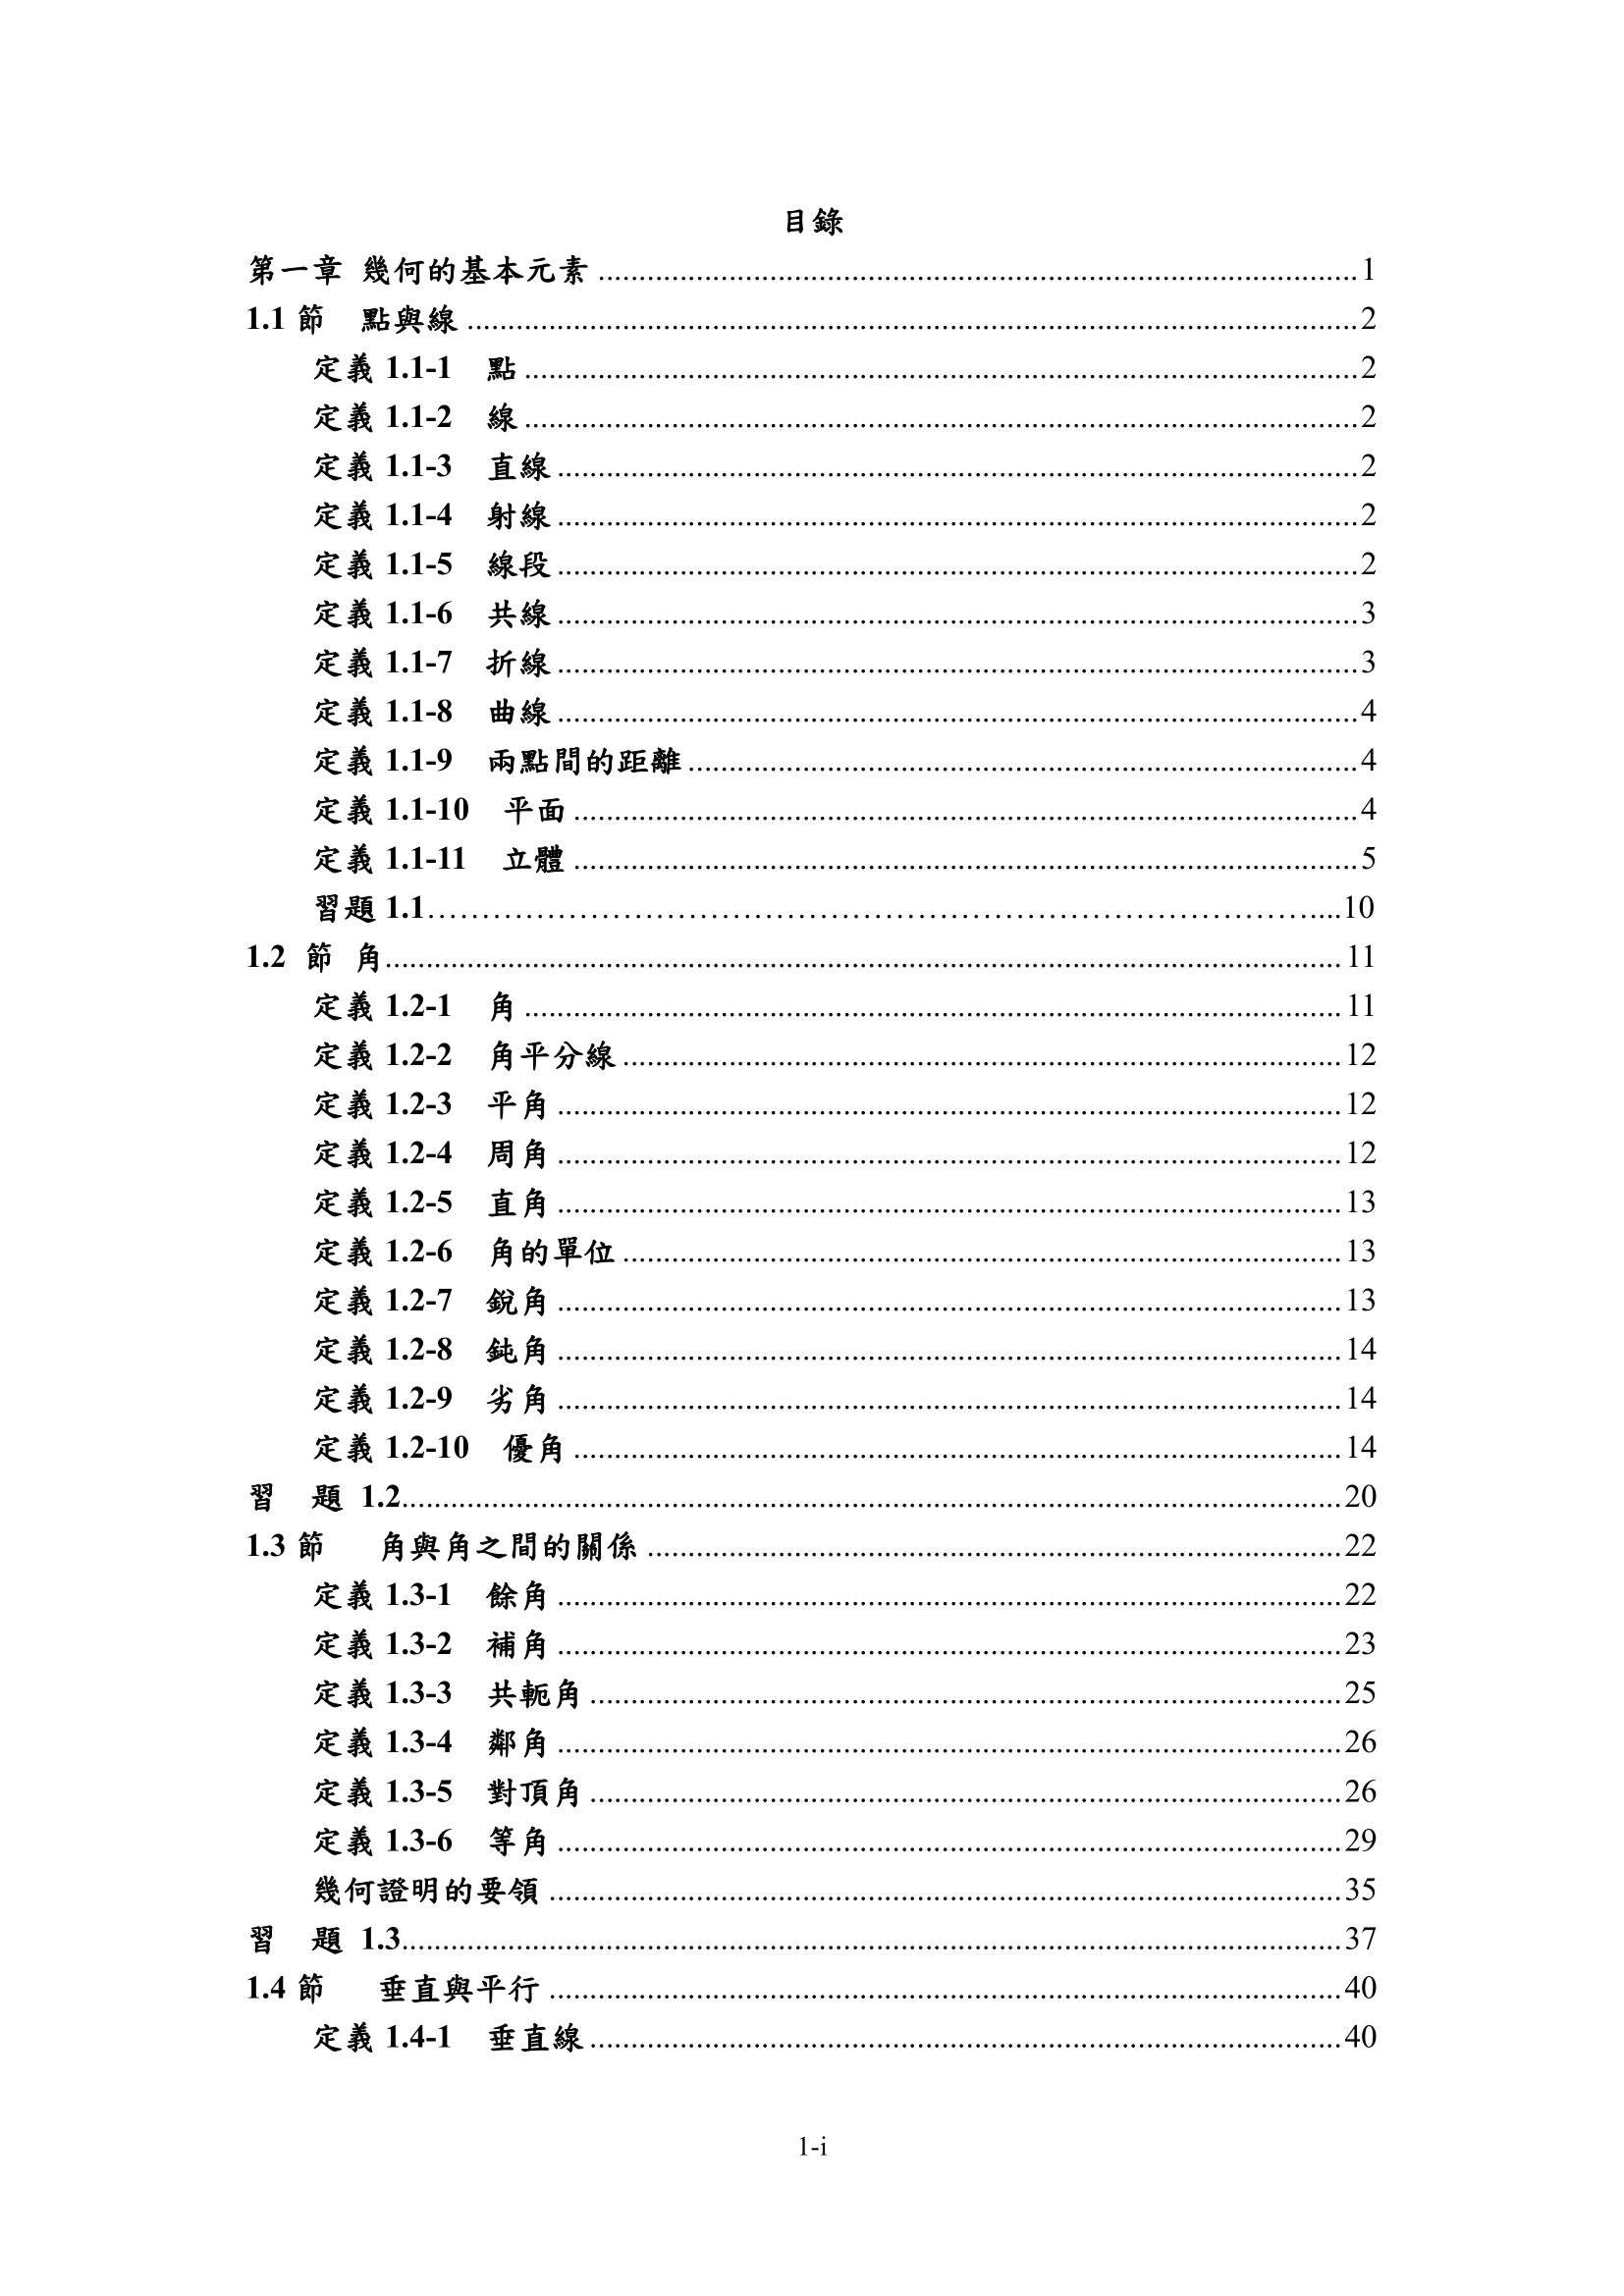 目錄
第一章 幾何的基本元素 ........ 1
1.1 節 點與線 ........ 2
定義 1.1-1 點 ........ 2
定義 1.1-2 線 ........ 2
定義 1.1-3 直線 ........ 2
定義 1.1-4 射線 ........ 2
定義 1.1-5 線段 ........ 2
定義 1.1-6 共線 ........ 3
定義 1.1-7 折線 ........ 3
定義 1.1-8 曲線 ........ 4
定義 1.1-9 兩點間的距離 ........ 4
定義 1.1-10 平面 ........ 4
定義 1.1-11 立體 ........ 5
習題 1.1 ........ 10
1.2 節 角 ........ 11
定義 1.2-1 角 ........ 11
定義 1.2-2 角平分線 ........ 12
定義 1.2-3 平角 ........ 12
定義 1.2-4 周角 ........ 12
定義 1.2-5 直角 ........ 13
定義 1.2-6 角的單位 ........ 13
定義 1.2-7 銳角 ........ 13
定義 1.2-8 鈍角 ........ 14
定義 1.2-9 劣角 ........ 14
定義 1.2-10 優角 ........ 14
習 題 1.2 ........ 20
1.3 節 角與角之間的關係 ........ 22
定義 1.3-1 餘角 ........ 22
定義 1.3-2 補角 ........ 23
定義 1.3-3 共軛角 ........ 25
定義 1.3-4 鄰角 ........ 26
定義 1.3-5 對頂角 ........ 26
定義 1.3-6 等角 ........ 29
幾何證明的要領 ........ 35
習 題 1.3 ........ 37
1.4 節 垂直與平行 ........ 40
定義 1.4-1 垂直線 ........ 40
1-i